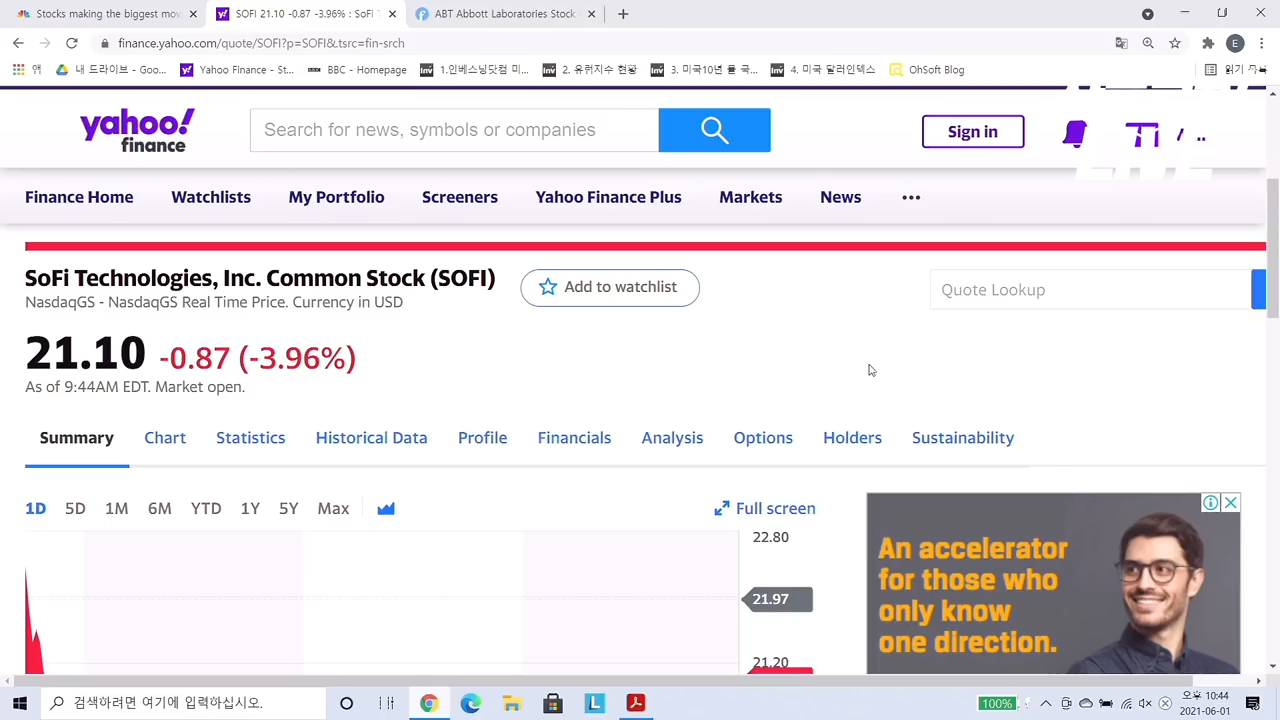 Stocks making the biggest mov
SOFI 21.10 -0.87 -3.96% : SoFi T
ABT Abbott Laboratories Stock
finance.yahoo.com/quote/SOFI?p=SOFI&.tsrc=fin-srch
E
앱
내 드라이브 - Goo...
Yahoo Finance - St...
BBC - Homepage
1.인베스닝닷컴 미...
2. 유런지수 현황
3. 미국10년 물 국...
4. 미국 달러인덱스
OhSoft Blog
yahoo!
finance
Search for news, symbols or companies
Sign in
Finance Home
Watchlists
My Portfolio
Screeners
Yahoo Finance Plus
Markets
News
...
SoFi Technologies, Inc. Common Stock (SOFI)
NasdaqGS - NasdaqGS Real Time Price. Currency in USD
Add to watchlist
Quote Lookup
21.10 -0.87 (-3.96%)
As of 9:44AM EDT. Market open.
Summary
Chart
Statistics
Historical Data
Profile
Financials
Analysis
Options
Holders
Sustainability
1D 5D 1M 6M YTD 1Y 5Y Max
Full screen
22.80
21.97
21.20
An accelerator
for those who
only know
one direction.
검색하려면 여기에 입력하십시오.
100%
오후 10:44
2021-06-01